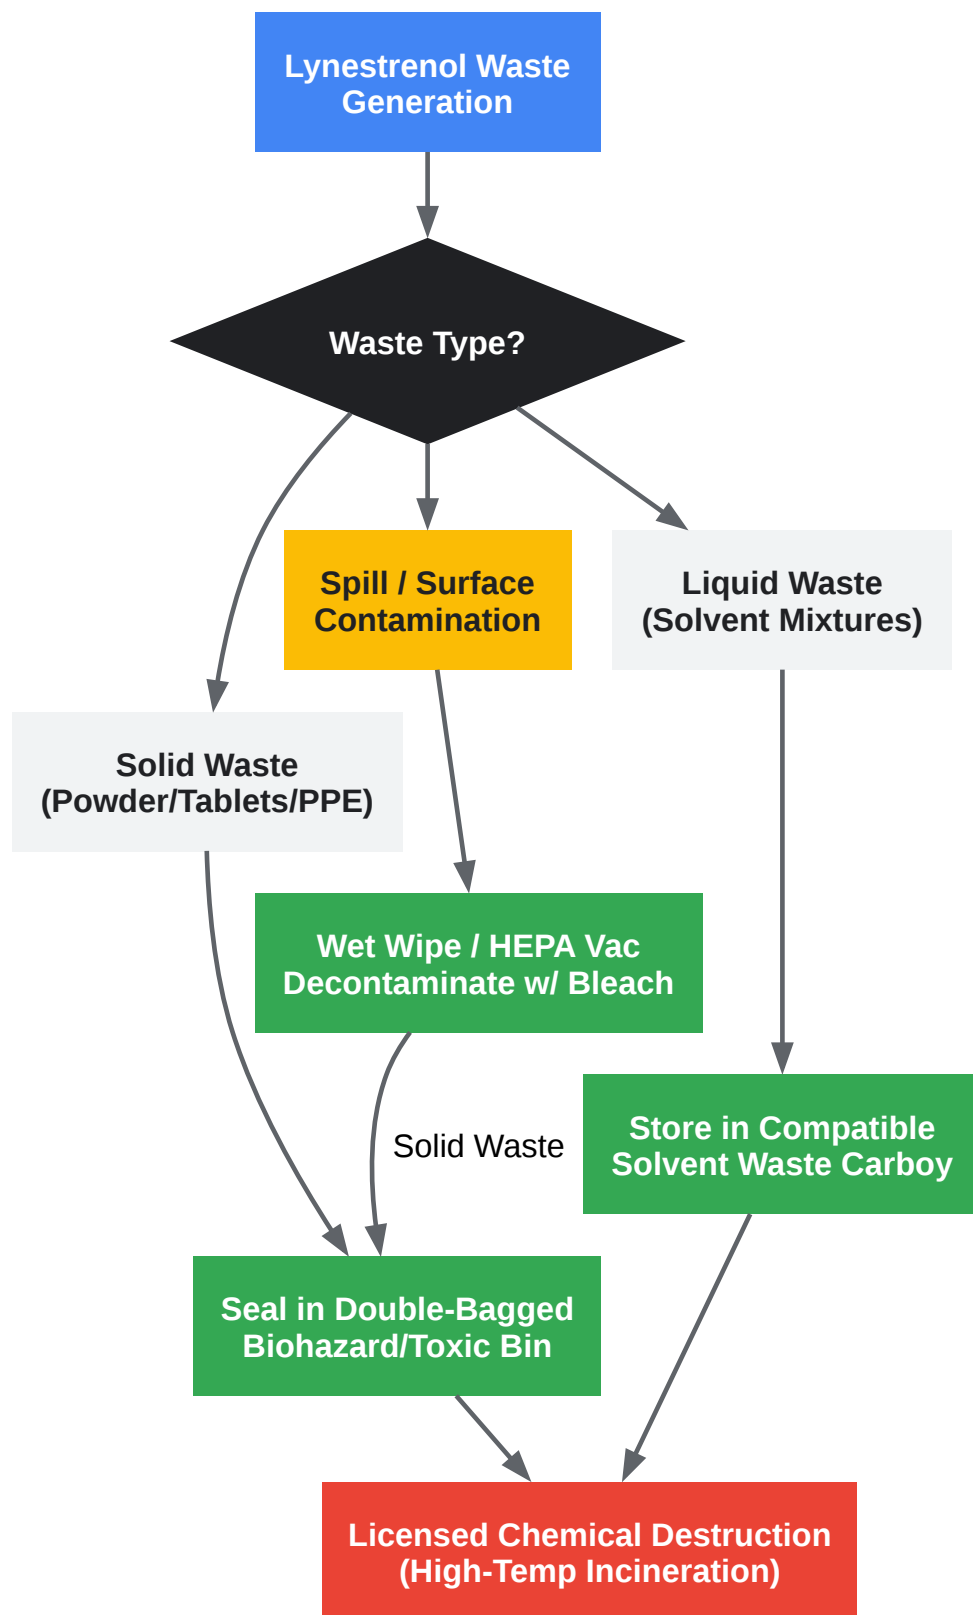 Lynestrenol Waste
Generation
Waste Type?
Spill / Surface
Contamination
Liquid Waste
(Solvent Mixtures)
Solid Waste
(Powder/Tablets/PPE)
Wet Wipe / HEPA Vac
Decontaminate w/ Bleach
Store in Compatible
Solvent Waste Carboy
Solid Waste
Seal in Double-Bagged
Biohazard/Toxic Bin
Licensed Chemical Destruction
(High-Temp Incineration)